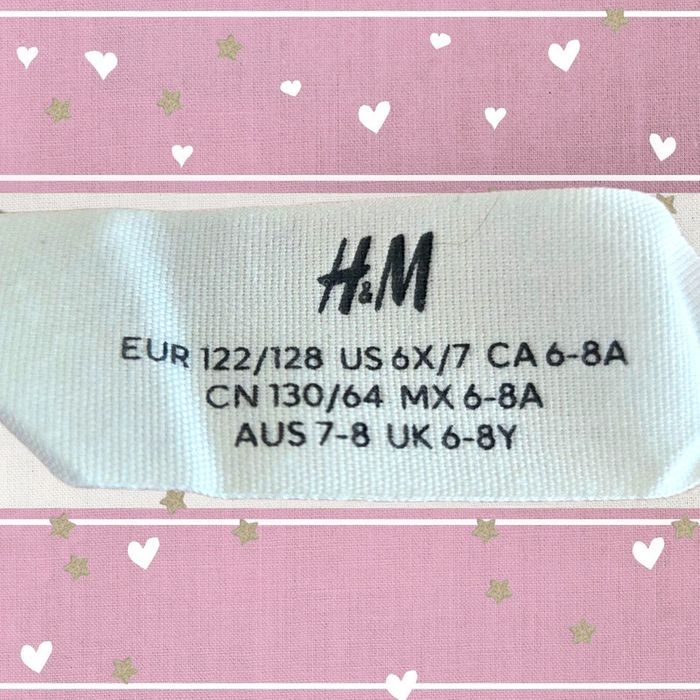 H&M
EUR 122/128 US 6X/7 CA 6-8A
CN 130/64 MX 6-8A
AUS 7-8 UK 6-8Y